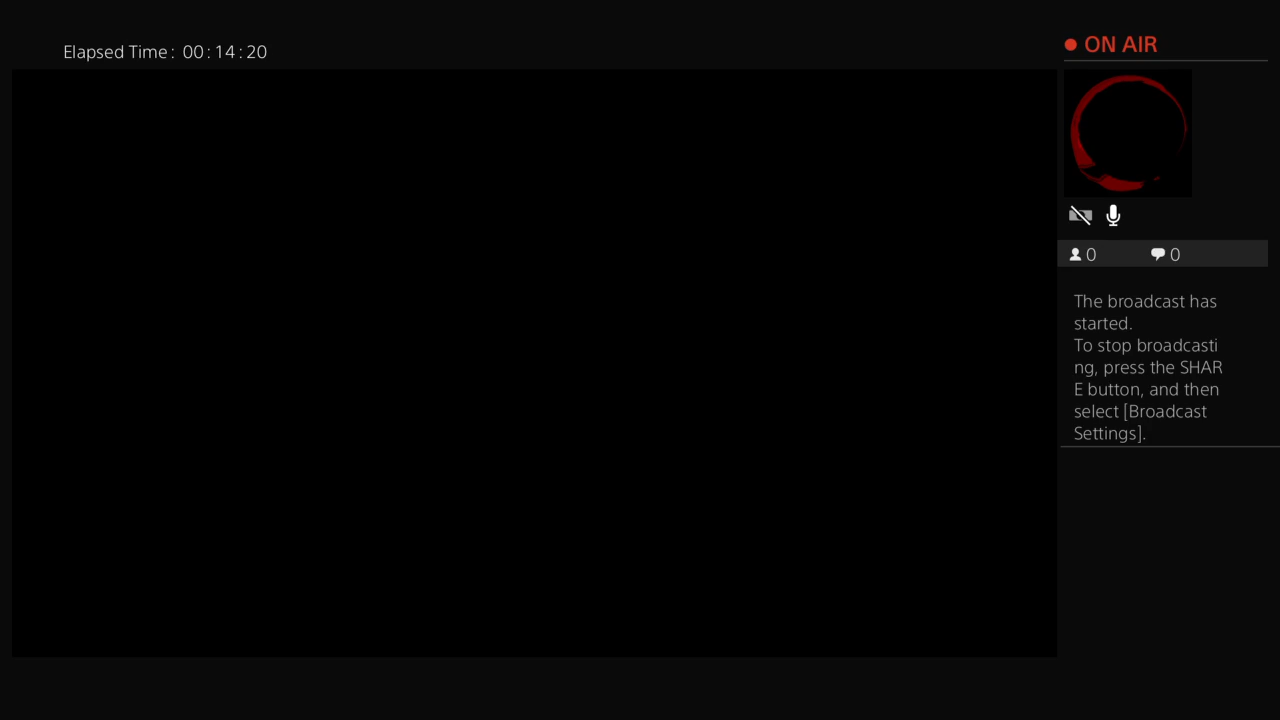 Elapsed Time: 00:14:20
ON AIR
0 0
The broadcast has
started.
To stop broadcasti
ng, press the SHAR
E button, and then
select [Broadcast
Settings].